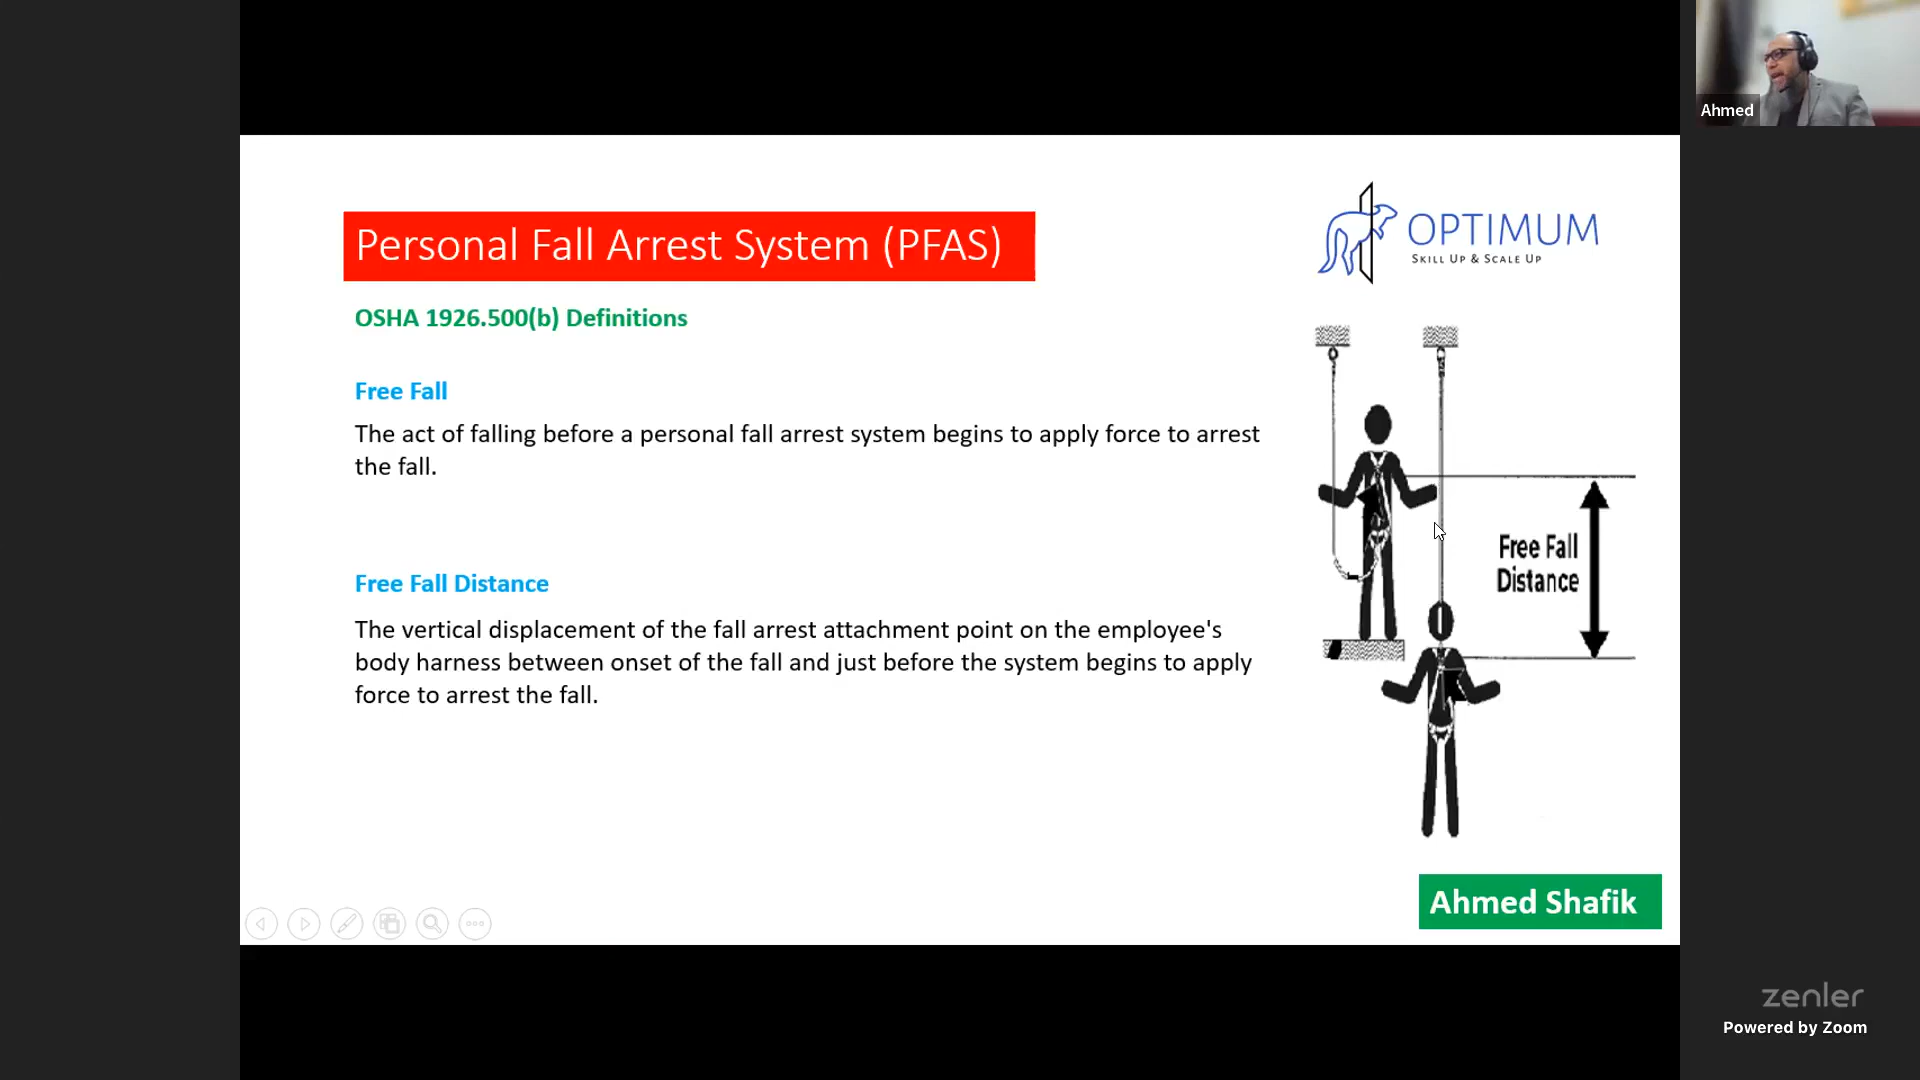 Ahmed
Personal Fall Arrest System (PFAS)
OPTIMUM
SKILL UP & SCALE UP
OSHA 1926.500(b) Definitions
Free Fall
The act of falling before a personal fall arrest system begins to apply force to arrest
the fall.
Free Fall Distance
The vertical displacement of the fall arrest attachment point on the employee's
body harness between onset of the fall and just before the system begins to apply
force to arrest the fall.
Free Fall
Distance
Ahmed Shafik
zenler
Powered by Zoom